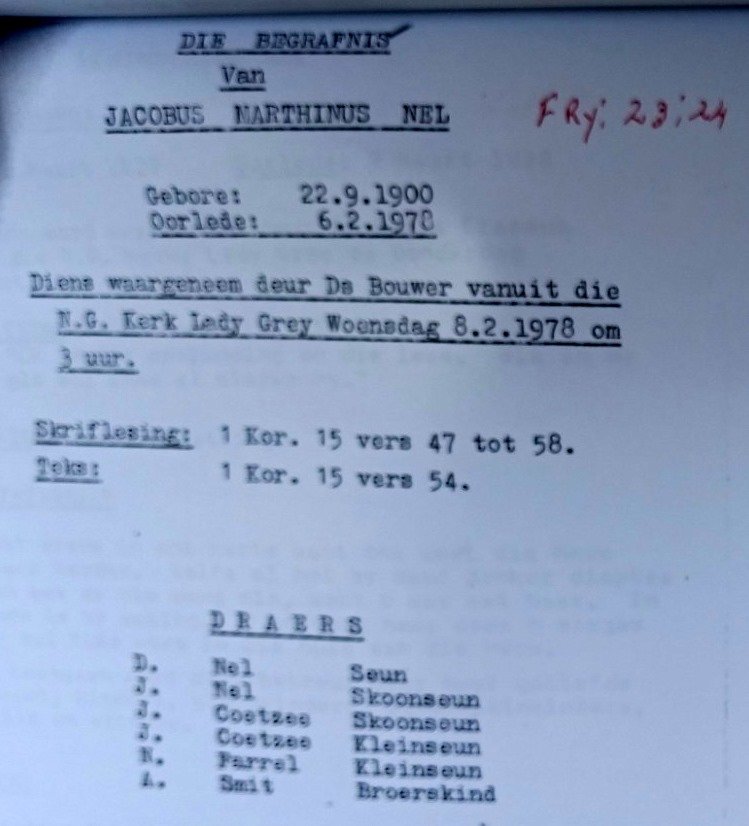 DIE BEGRAFNIS
Van
JACOBUS MARTHINUS NEL
FRY: 23:24
Gebore: 22.9.1900
Oorlede: 6.2.1978
Diens waargeneem deur Ds Bouwer vanuit die
N.G. Kerk Lady Grey Woensdag 8.2.1978 om
3 uur.
Skriflesing: 1 Kor. 15 vers 47 tot 58.
Teks: 1 Kor. 15 vers 54.
DRAERS
D. Nel Seun
J. Nel Skoonseun
J. Coetzee Skoonseun
J. Coetzee Kleinseun
N. Farrel Kleinseun
A. Smit Broerskind